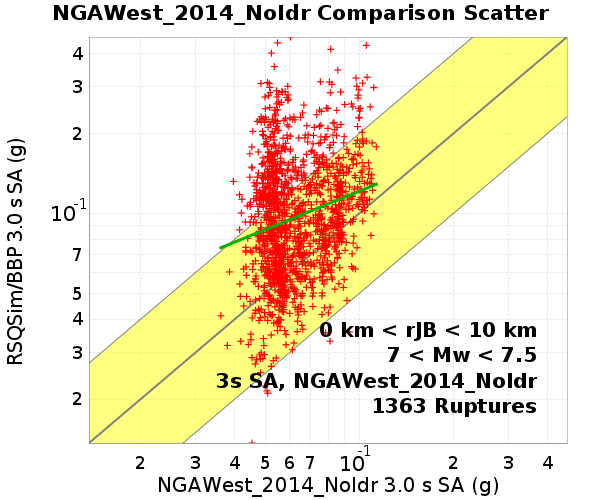 NGAWest_2014_NoIdr Comparison Scatter
RSQSim/BBP 3.0 s SA (g)
4
3
2
10-1
7
5
4
3
2
0 km < rJB < 10 km
7 < Mw < 7.5
3s SA, NGAWest_2014_NoIdr
1363 Ruptures
2 3 4 5 6 7 10-1 2 3 4
NGAWest_2014_NoIdr 3.0 s SA (g)